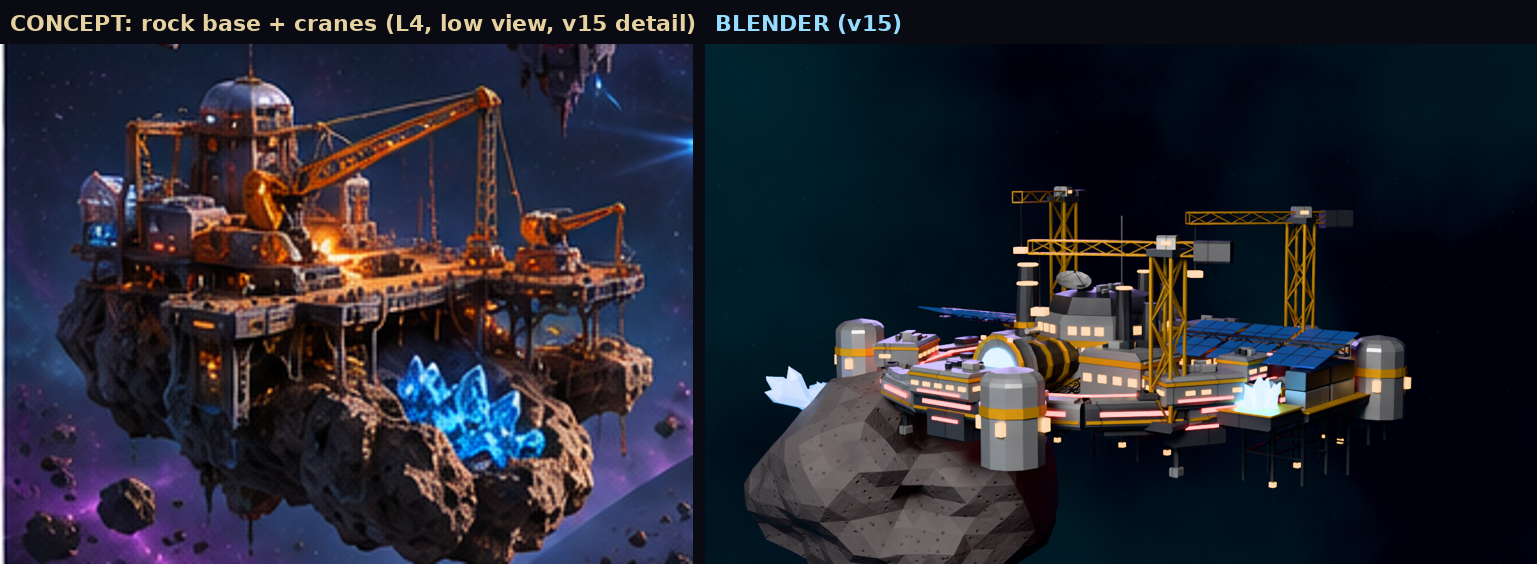 CONCEPT: rock base + cranes (L4, low view, v15 detail)
BLENDER (v15)